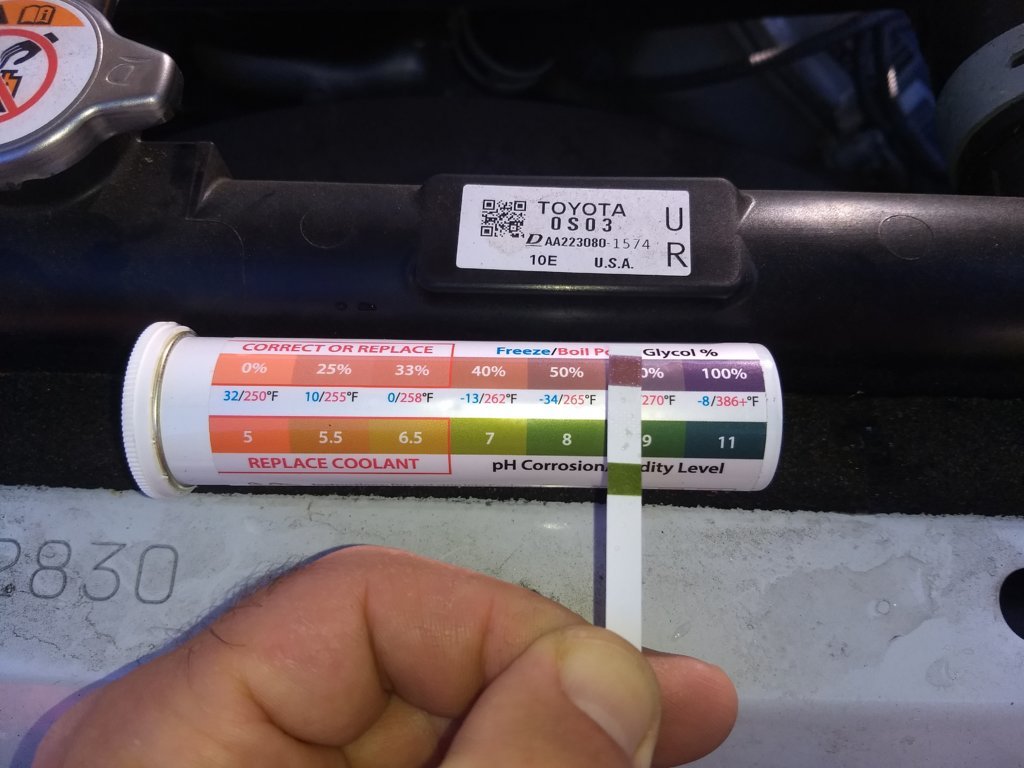 TOYOTA
0S03
AA223080-1574
10E U.S.A.
U
R
CORRECT OR REPLACE Freeze/Boil Glycol %
0% 25% 33% 40% 50% 0% 100%
32/250°F 10/255°F 0/258°F -13/262°F -34/265°F /270°F -8/386+°F
5 5.5 6.5 7 8 9 11
REPLACE COOLANT pH Corrosion/ dity Level
2830